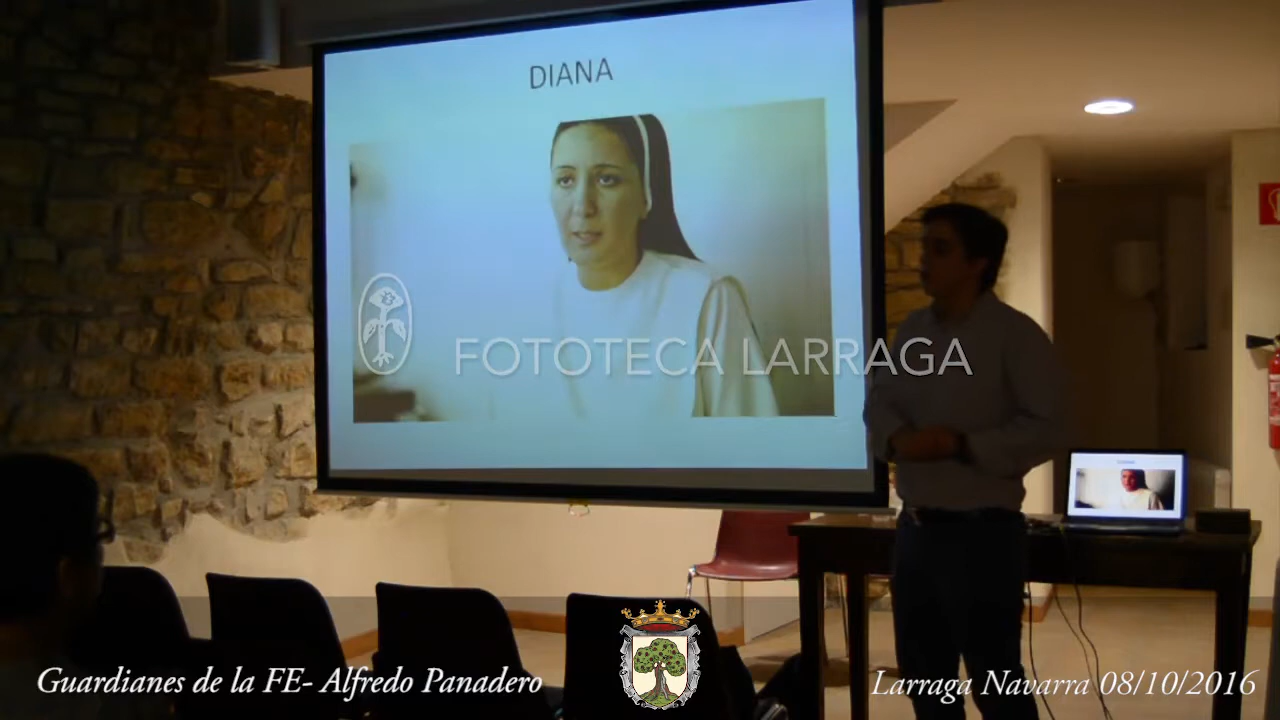 DIANA
FOTOTECA LARRAGA
Guardianes de la FE- Alfredo Panadero
Larraga Navarra 08/10/2016